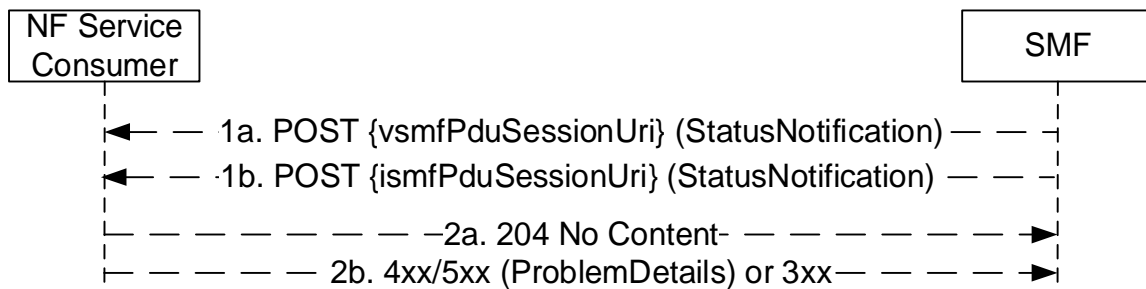 NF Service
Consumer
SMF
1a. POST {vsmfPduSessionUri} (StatusNotification)
1b. POST {ismfPduSessionUri} (StatusNotification)
2a. 204 No Content
2b. 4xx/5xx (ProblemDetails) or 3xx